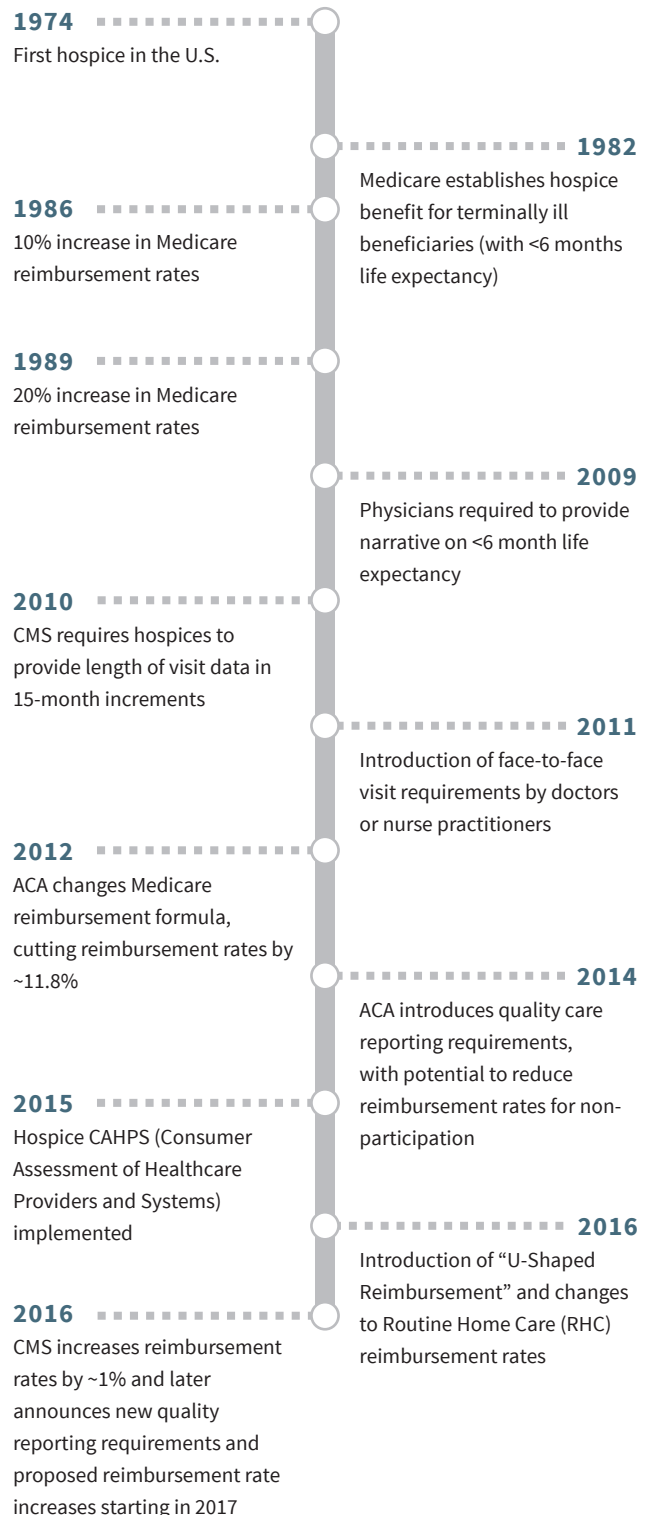 1974
First hospice in the U.S.
1982
Medicare establishes hospice
benefit for terminally ill
beneficiaries (with <6 months
life expectancy)
1986
10% increase in Medicare
reimbursement rates
1989
20% increase in Medicare
reimbursement rates
2009
Physicians required to provide
narrative on <6 month life
expectancy
2010
CMS requires hospices to
provide length of visit data in
15-month increments
2011
Introduction of face-to-face
visit requirements by doctors
or nurse practitioners
2012
ACA changes Medicare
reimbursement formula,
cutting reimbursement rates by
~11.8%
2014
ACA introduces quality care
reporting requirements,
with potential to reduce
reimbursement rates for non-
participation
2015
Hospice CAHPS (Consumer
Assessment of Healthcare
Providers and Systems)
implemented
2016
Introduction of “U-Shaped
Reimbursement” and changes
to Routine Home Care (RHC)
reimbursement rates
2016
CMS increases reimbursement
rates by ~1% and later
announces new quality
reporting requirements and
proposed reimbursement rate
increases starting in 2017